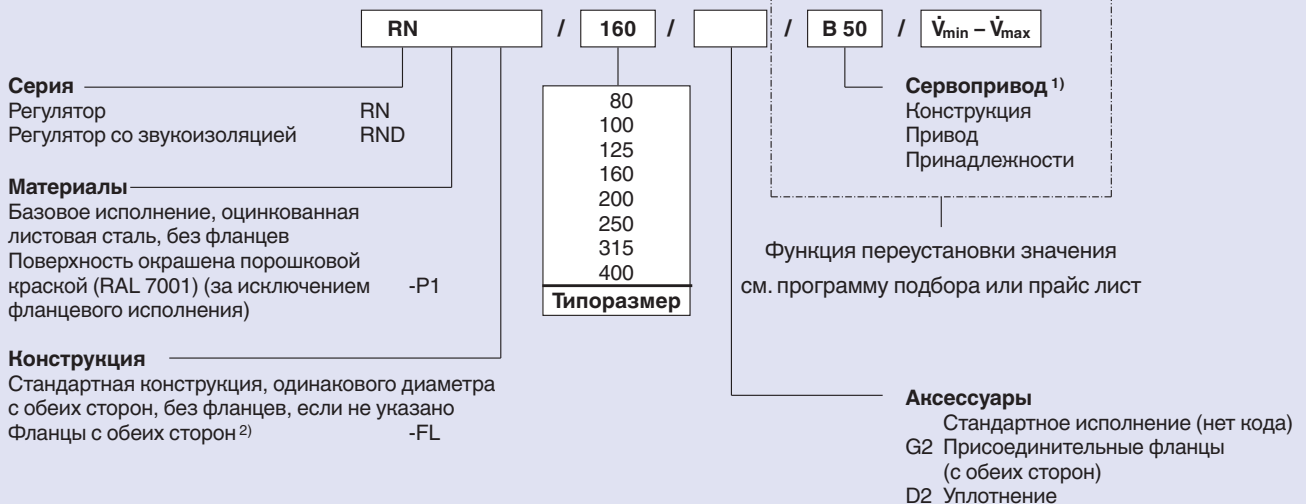 RN / 160 / / B 50 / V̇min – V̇max
Серия
Регулятор RN
Регулятор со звукоизоляцией RND
Материалы
Базовое исполнение, оцинкованная
листовая сталь, без фланцев
Поверхность окрашена порошковой
краской (RAL 7001) (за исключением -P1
фланцевого исполнения)
Конструкция
Стандартная конструкция, одинакового диаметра
с обеих сторон, без фланцев, если не указано
Фланцы с обеих сторон 2) -FL
80
100
125
160
200
250
315
400
Типоразмер
Сервопривод 1)
Конструкция
Привод
Принадлежности
Функция переустановки значения
см. программу подбора или прайс лист
Аксессуары
Стандартное исполнение (нет кода)
G2 Присоединительные фланцы
(с обеих сторон)
D2 Уплотнение